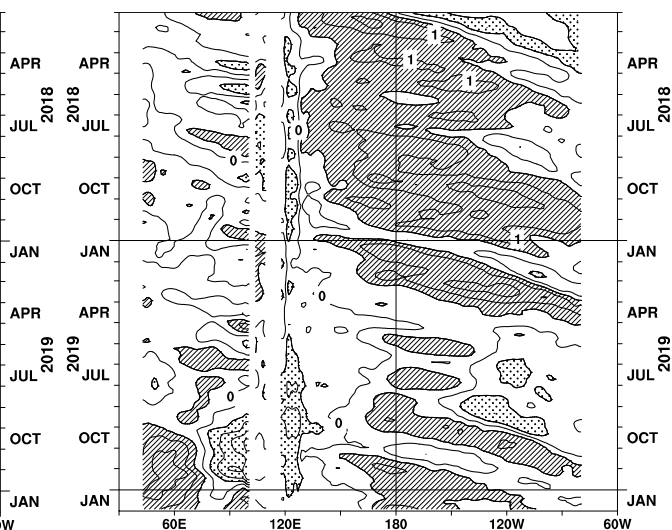 APR APR APR
2018 2018 2018
JUL JUL JUL
OCT OCT OCT
JAN JAN JAN
APR APR APR
2019 2019 2019
JUL JUL JUL
OCT OCT OCT
JAN JAN JAN
1
1
1
0
0
1
0
0
0
60E 120E 180 120W 60W